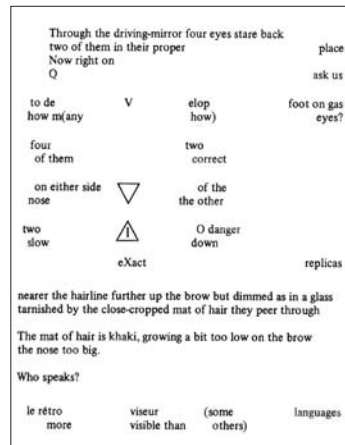 Through the driving-mirror four eyes stare back
two of them in their proper place
Now right on
Q ask us
to de V elop foot on gas
how m(any how) eyes?
four two
of them correct
on either side of the
nose the other
two O danger
slow down
eXact replicas
nearer the hairline further up the brow but dimmed as in a glass
tarnished by the close-cropped mat of hair they peer through
The mat of hair is khaki, growing a bit too low on the brow
the nose too big.
Who speaks?
le rétro viseur (some languages
more visible than others)